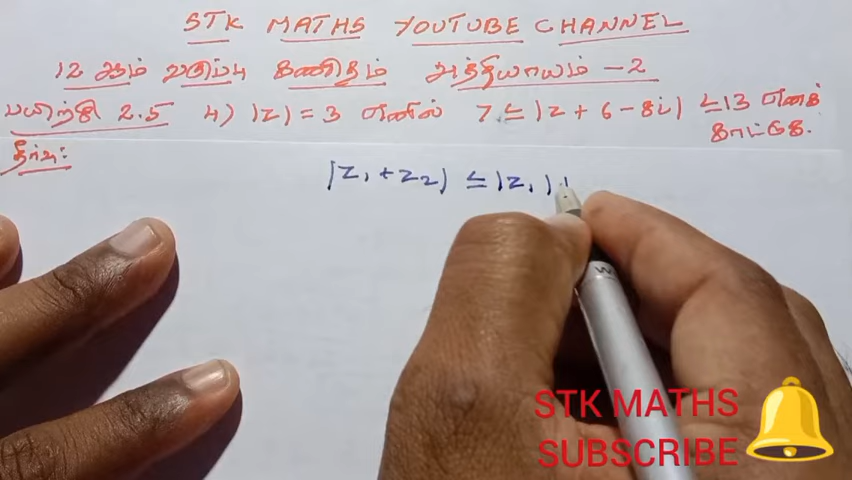 STK MATHS YOUTUBE CHANNEL
12 ஆம் வகுப்பு கணிதம் அத்தியாயம் - 2
பயிற்சி 2.5 4) |z| = 3 எனில் 7 ≤ |z + 6 - 8i| ≤ 13 எனக்
காட்டுக.
தீர்வு:
|z₁ + z₂| ≤ |z₁| +
STK MATHS
SUBSCRIBE